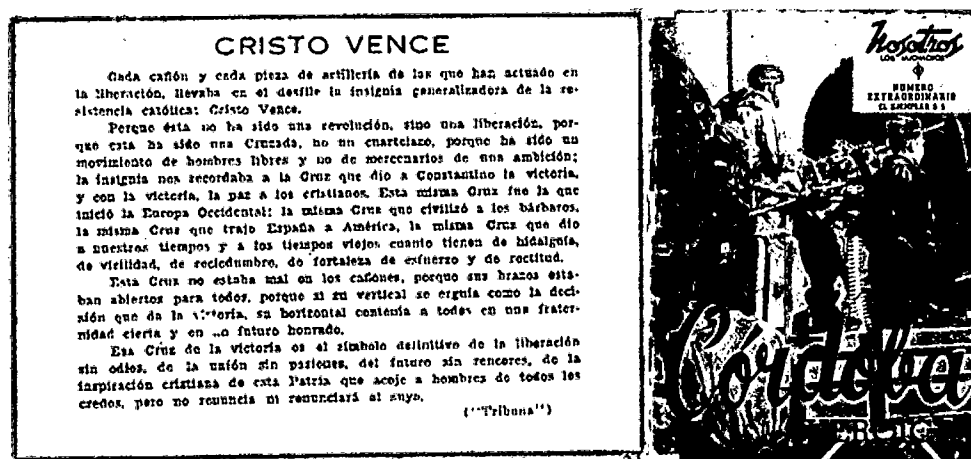 CRISTO VENCE
Cada cañón y cada pieza de artillería de las que han actuado en
la liberación, llevaba en el desfile la insignia generalizadora de la re-
sistencia católica: Cristo Vence.
Porque ésta no ha sido una revolución, sino una liberación, por-
que esta ha sido una Cruzada, no un cuartelazo, porque ha sido un
movimiento de hombres libres y no de mercenarios de una ambición;
la insignia nos recordaba a la Cruz que dio a Constantino la victoria,
y con la victoria, la paz a los cristianos. Esta misma Cruz fue la que
inició la Europa Occidental; la misma Cruz que civilizó a los bárbaros,
la misma Cruz que trajo España a América, la misma Cruz que dio
a nuestros tiempos y a los tiempos viejos cuanto tienen de hidalguía,
de virilidad, de reciedumbre, de fortaleza de esfuerzo y de rectitud.
Esta Cruz no estaba mal en los cañones, porque sus brazos esta-
ban abiertos para todos, porque si su vertical se erguía como la deci-
sión que da la victoria, su horizontal contenía a todos en una frater-
nidad cierta y en futuro honrado.
Esa Cruz de la victoria es el símbolo definitivo de la liberación
sin odios, de la unión sin pasiones, del futuro sin rencores, de la
inspiración cristiana de esta Patria que acoje a hombres de todos los
credos, pero no renuncia ni renunciará al suyo.
("Tribuna")
Nosotros
LOS MUCHACHOS
NUMERO
EXTRAORDINARIO
EL EJEMPLAR $ 5
Córdoba